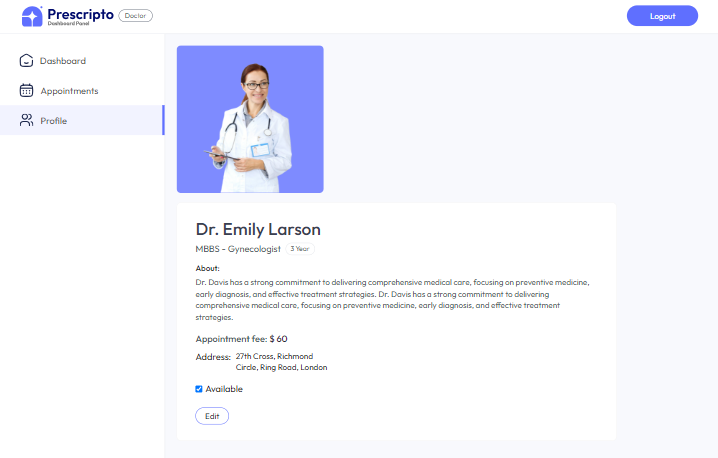 Prescripto
Dashboard Panel
Doctor
Logout
Dashboard
Appointments
Profile
Dr. Emily Larson
MBBS - Gynecologist 3 Year
About:
Dr. Davis has a strong commitment to delivering comprehensive medical care, focusing on preventive medicine,
early diagnosis, and effective treatment strategies. Dr. Davis has a strong commitment to delivering
comprehensive medical care, focusing on preventive medicine, early diagnosis, and effective treatment
strategies.
Appointment fee: $ 60
Address: 27th Cross, Richmond
Circle, Ring Road, London
Available
Edit